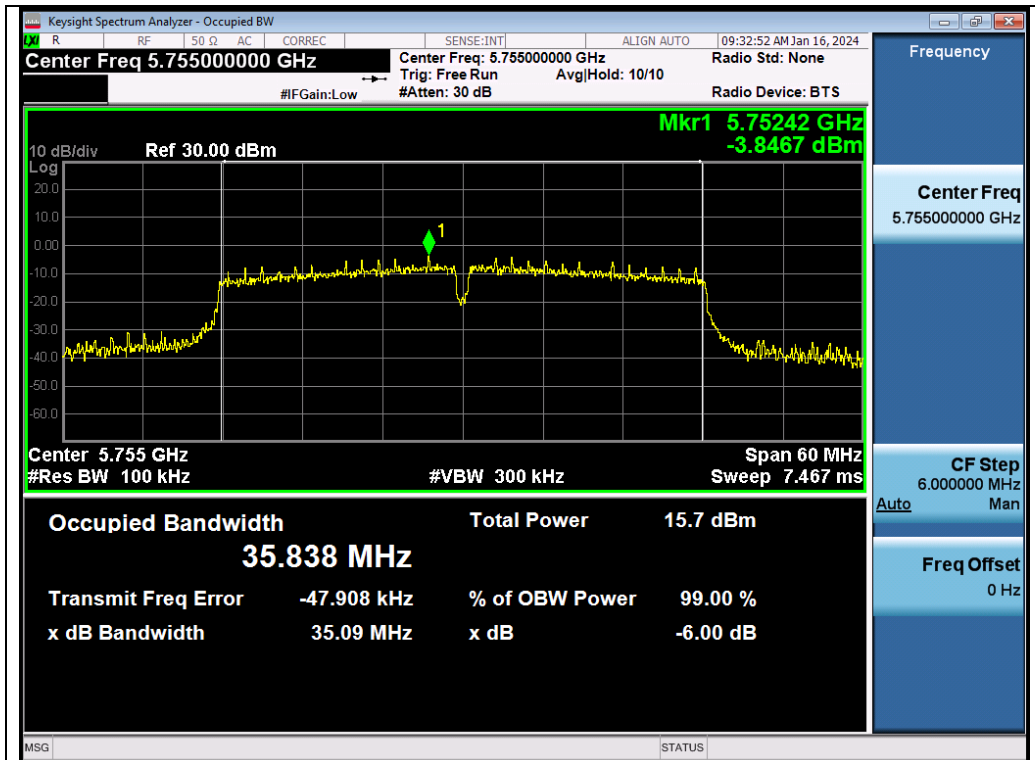 Keysight Spectrum Analyzer - Occupied BW
LXI R RF 50 Ω AC CORREC SENSE:INT ALIGN AUTO 09:32:52 AM Jan 16, 2024
Center Freq 5.755000000 GHz Center Freq: 5.755000000 GHz Radio Std: None
Trig: Free Run Avg|Hold: 10/10
#IFGain:Low #Atten: 30 dB Radio Device: BTS
Frequency
Mkr1 5.75242 GHz
-3.8467 dBm
10 dB/div Ref 30.00 dBm
Log
20.0
10.0
0.00
-10.0
-20.0
-30.0
-40.0
-50.0
-60.0
1
Center 5.755 GHz Span 60 MHz
#Res BW 100 kHz #VBW 300 kHz Sweep 7.467 ms
Occupied Bandwidth Total Power 15.7 dBm
35.838 MHz
Transmit Freq Error -47.908 kHz % of OBW Power 99.00 %
x dB Bandwidth 35.09 MHz x dB -6.00 dB
Center Freq
5.755000000 GHz
CF Step
6.000000 MHz
Auto Man
Freq Offset
0 Hz
MSG STATUS